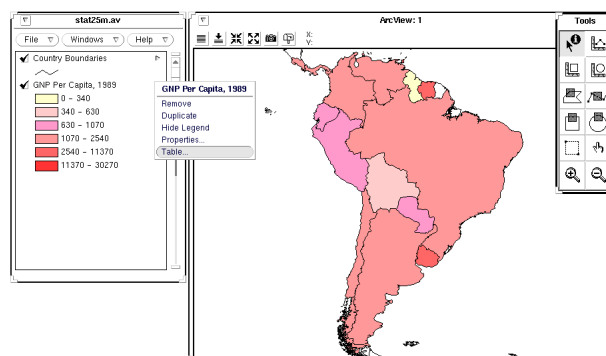 stat25m.av
File Windows Help
Country Boundaries
GNP Per Capita, 1989
0 - 340
340 - 630
630 - 1070
1070 - 2540
2540 - 11370
11370 - 30270
GNP Per Capita, 1989
Remove
Duplicate
Hide Legend
Properties...
Table...
ArcView: 1
X:
Y:
Tools